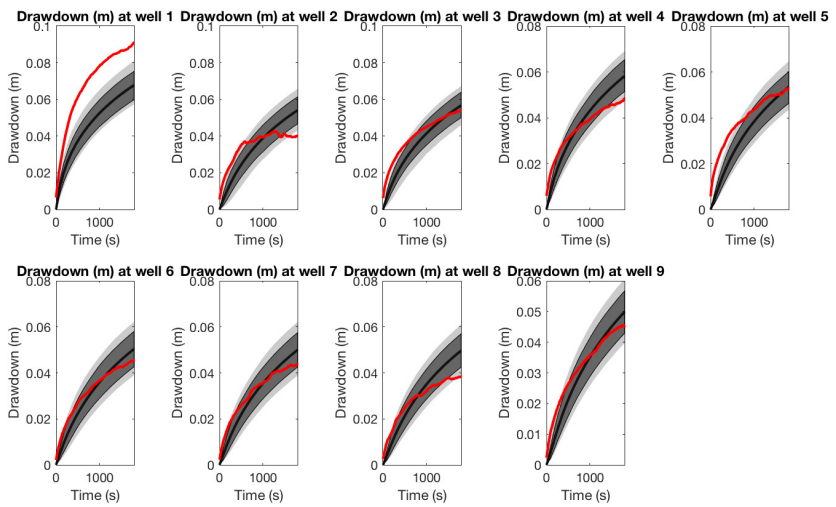 Drawdown (m) at well 1 Drawdown (m) at well 2 Drawdown (m) at well 3 Drawdown (m) at well 4 Drawdown (m) at well 5
0.1 0.1 0.1 0.08 0.08
0.08 0.08 0.08
0.06 0.06
0.06 0.06 0.06
0.04 0.04
0.04 0.04 0.04
0.02 0.02
0.02 0.02 0.02
0 0 0 0 0
Drawdown (m) Drawdown (m) Drawdown (m) Drawdown (m) Drawdown (m)
0 1000 0 1000 0 1000 0 1000 0 1000
Time (s) Time (s) Time (s) Time (s) Time (s)
Drawdown (m) at well 6 Drawdown (m) at well 7 Drawdown (m) at well 8 Drawdown (m) at well 9
0.08 0.08 0.08 0.06
0.05
0.06 0.06 0.06
0.04
0.04 0.04 0.04 0.03
0.02
0.02 0.02 0.02
0.01
0 0 0 0
Drawdown (m) Drawdown (m) Drawdown (m) Drawdown (m)
0 1000 0 1000 0 1000 0 1000
Time (s) Time (s) Time (s) Time (s)